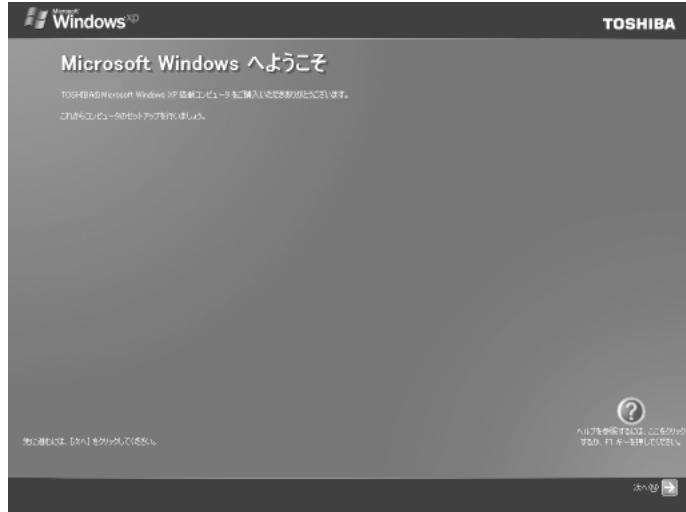 Microsoft
Windows xp
TOSHIBA
Microsoft Windows へようこそ
TOSHIBAのMicrosoft Windows XP 搭載コンピュータをご購入いただきありがとうございます。
これからコンピュータのセットアップを行いましょう。
ヘルプを参照するには、ここをクリック
するか、F1 キーを押してください。
先に進むには、[次へ] をクリックしてください。
次へ(N)